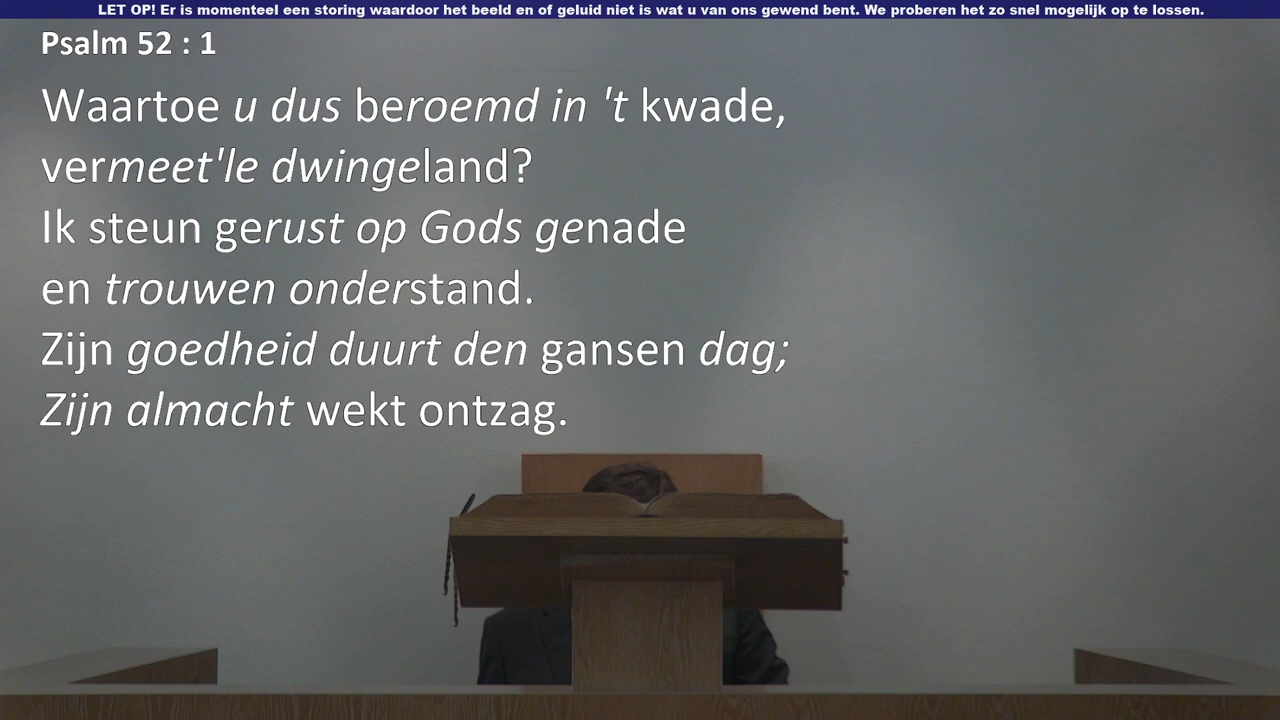 LET OP! Er is momenteel een storing waardoor het beeld en of geluid niet is wat u van ons gewend bent. We proberen het zo snel mogelijk op te lossen.
Psalm 52 : 1
Waartoe u dus beroemd in 't kwade,
vermeet'le dwingeland?
Ik steun gerust op Gods genade
en trouwen onderstand.
Zijn goedheid duurt den gansen dag;
Zijn almacht wekt ontzag.